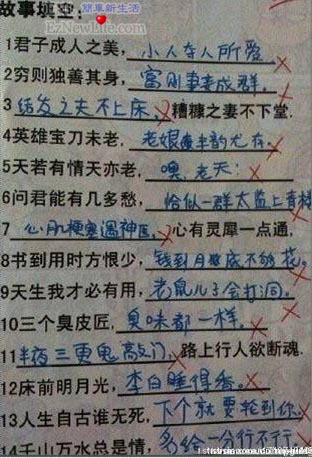 簡單新生活
EzNewLife.com
故事填空:
1君子成人之美，小人夺人所爱
2穷则独善其身，富则妻妾成群.
3结发之夫不上床、糟糠之妻不下堂.
4英雄宝刀未老，老娘风韵尤存.
5天若有情天亦老，噢，老天!
6问君能有几多愁，恰似一群太监上青楼
7心肌梗塞遇神医，心有灵犀一点通.
8书到用时方恨少，钱到月底不够花。
9天生我才必有用，老鼠儿子会打洞。
10三个臭皮匠，臭味都一样。
11半夜三更鬼敲门、路上行人欲断魂.
12床前明月光，李白睡得香。
13人生自古谁无死，下个就要轮到你.
14千山万水总是情，多给一分行不行.